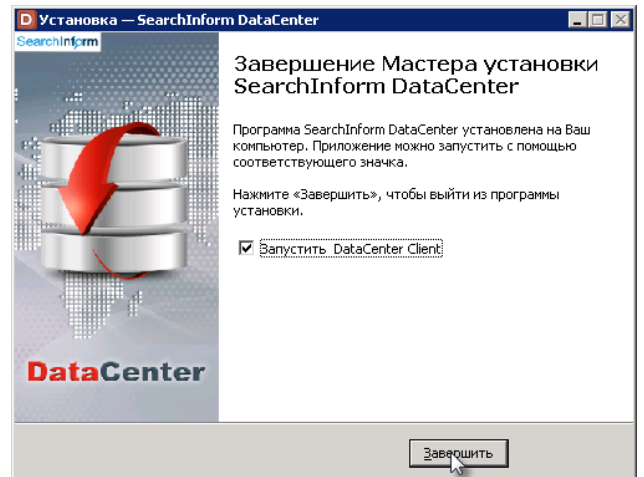 Установка — SearchInform DataCenter
SearchInform
Завершение Мастера установки
SearchInform DataCenter
Программа SearchInform DataCenter установлена на Ваш
компьютер. Приложение можно запустить с помощью
соответствующего значка.
Нажмите «Завершить», чтобы выйти из программы
установки.
Запустить DataCenter Client
DataCenter
Завершить